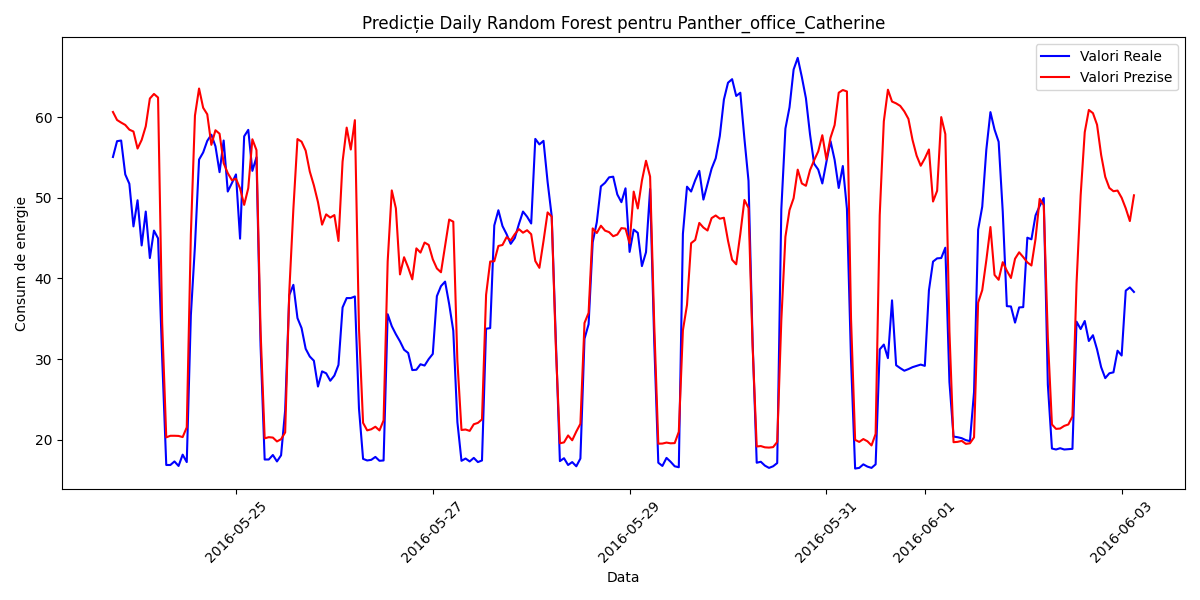 Predicție Daily Random Forest pentru Panther_office_Catherine
Valori Reale
Valori Prezise
Consum de energie
60
50
40
30
20
2016-05-25
2016-05-27
2016-05-29
2016-05-31
2016-06-01
2016-06-03
Data